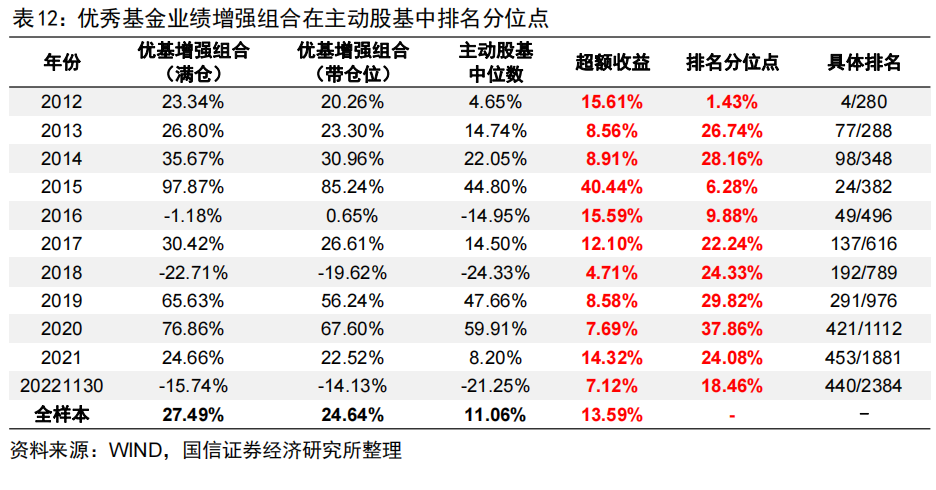 表12：优秀基金业绩增强组合在主动股基中排名分位点
年份 优基增强组合（满仓） 优基增强组合（带仓位） 主动股基中位数 超额收益 排名分位点 具体排名
2012 23.34% 20.26% 4.65% 15.61% 1.43% 4/280
2013 26.80% 23.30% 14.74% 8.56% 26.74% 77/288
2014 35.67% 30.96% 22.05% 8.91% 28.16% 98/348
2015 97.87% 85.24% 44.80% 40.44% 6.28% 24/382
2016 -1.18% 0.65% -14.95% 15.59% 9.88% 49/496
2017 30.42% 26.61% 14.50% 12.10% 22.24% 137/616
2018 -22.71% -19.62% -24.33% 4.71% 24.33% 192/789
2019 65.63% 56.24% 47.66% 8.58% 29.82% 291/976
2020 76.86% 67.60% 59.91% 7.69% 37.86% 421/1112
2021 24.66% 22.52% 8.20% 14.32% 24.08% 453/1881
20221130 -15.74% -14.13% -21.25% 7.12% 18.46% 440/2384
全样本 27.49% 24.64% 11.06% 13.59% - –
资料来源：WIND，国信证券经济研究所整理